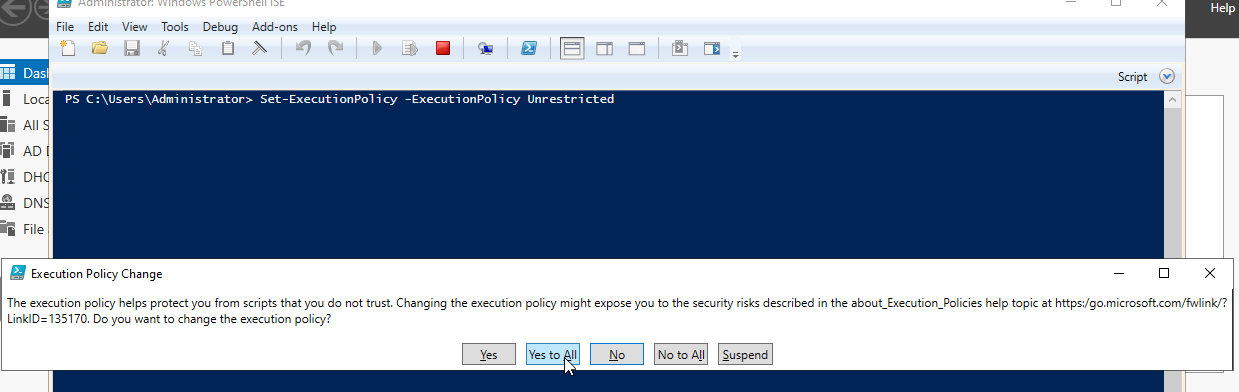 Administrator: Windows PowerShell ISE
Help
File Edit View Tools Debug Add-ons Help
Script
Das
Loca
All S
AD
DHC
DNS
File
PS C:\Users\Administrator> Set-ExecutionPolicy -ExecutionPolicy Unrestricted
Execution Policy Change
The execution policy helps protect you from scripts that you do not trust. Changing the execution policy might expose you to the security risks described in the about_Execution_Policies help topic at https:/go.microsoft.com/fwlink/?
LinkID=135170. Do you want to change the execution policy?
Yes Yes to All No No to All Suspend